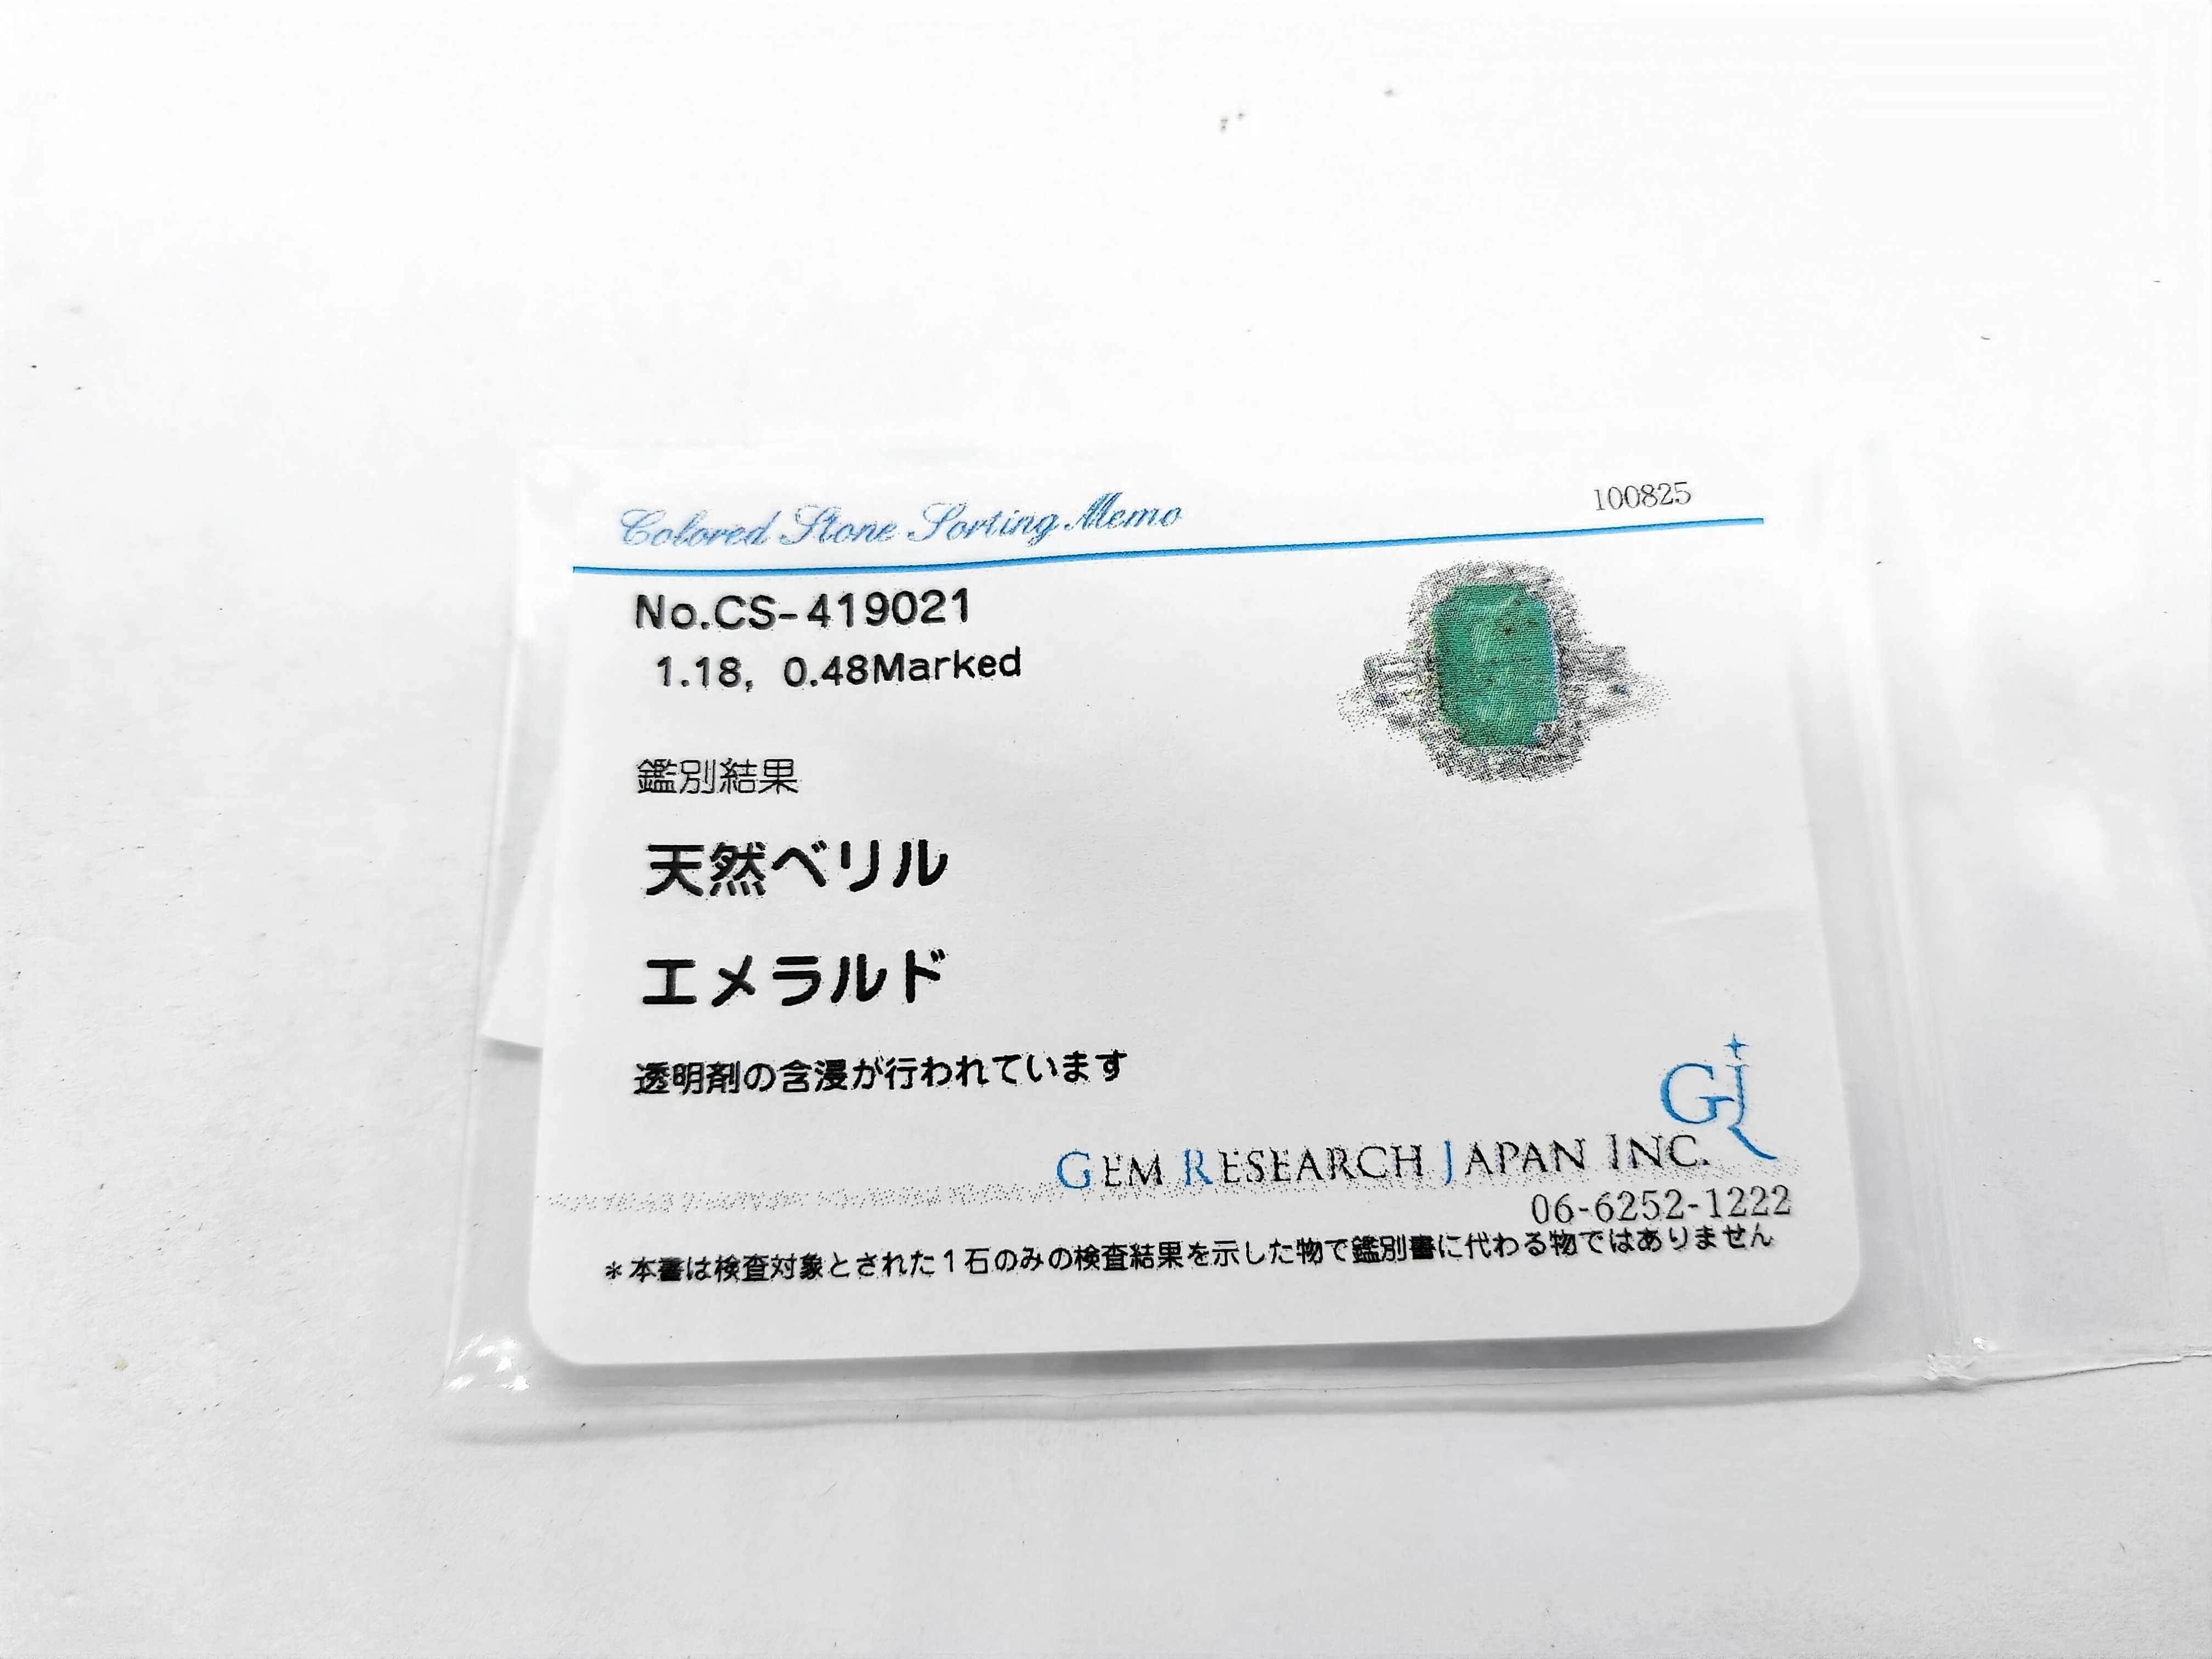 Colored Stone Sorting Memo
100825
No.CS-419021
1.18, 0.48Marked
鑑別結果
天然ベリル
エメラルド
透明剤の含浸が行われています
GJR
GEM RESEARCH JAPAN INC.
06-6252-1222
＊本書は検査対象とされた1石のみの検査結果を示した物で鑑別書に代わる物ではありません